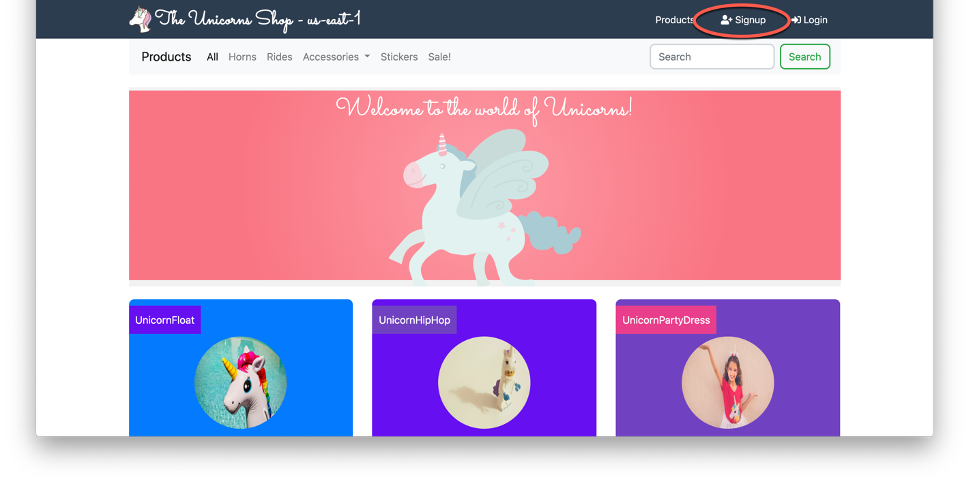 The Unicorns Shop - us-east-1
Products Signup Login
Products All Horns Rides Accessories Stickers Sale! Search Search
Welcome to the world of Unicorns!
UnicornFloat UnicornHipHop UnicornPartyDress